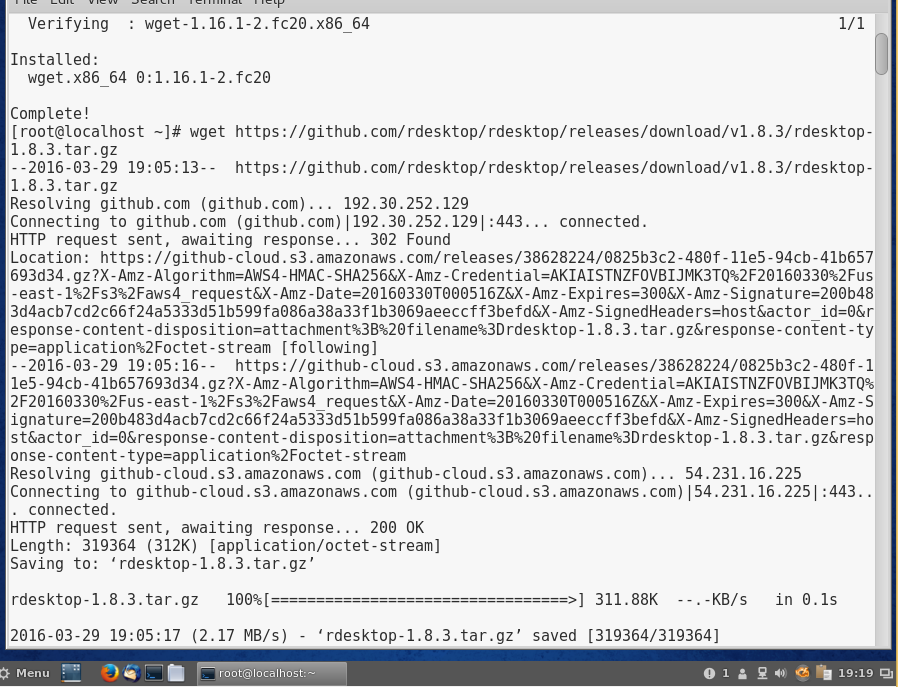 File Edit View Search Terminal Help
Verifying  : wget-1.16.1-2.fc20.x86_64 1/1
Installed:
wget.x86_64 0:1.16.1-2.fc20
Complete!
[root@localhost ~]# wget https://github.com/rdesktop/rdesktop/releases/download/v1.8.3/rdesktop-
1.8.3.tar.gz
--2016-03-29 19:05:13--  https://github.com/rdesktop/rdesktop/releases/download/v1.8.3/rdesktop-
1.8.3.tar.gz
Resolving github.com (github.com)... 192.30.252.129
Connecting to github.com (github.com)|192.30.252.129|:443... connected.
HTTP request sent, awaiting response... 302 Found
Location: https://github-cloud.s3.amazonaws.com/releases/38628224/0825b3c2-480f-11e5-94cb-41b657
693d34.gz?X-Amz-Algorithm=AWS4-HMAC-SHA256&X-Amz-Credential=AKIAISTNZFOVBIJMK3TQ%2F20160330%2Fus
-east-1%2Fs3%2Faws4_request&X-Amz-Date=20160330T000516Z&X-Amz-Expires=300&X-Amz-Signature=200b48
3d4acb7cd2c66f24a5333d51b599fa086a38a33f1b3069aeeccff3befd&X-Amz-SignedHeaders=host&actor_id=0&r
esponse-content-disposition=attachment%3B%20filename%3Drdesktop-1.8.3.tar.gz&response-content-ty
pe=application%2Foctet-stream [following]
--2016-03-29 19:05:16--  https://github-cloud.s3.amazonaws.com/releases/38628224/0825b3c2-480f-1
1e5-94cb-41b657693d34.gz?X-Amz-Algorithm=AWS4-HMAC-SHA256&X-Amz-Credential=AKIAISTNZFOVBIJMK3TQ%
2F20160330%2Fus-east-1%2Fs3%2Faws4_request&X-Amz-Date=20160330T000516Z&X-Amz-Expires=300&X-Amz-S
ignature=200b483d4acb7cd2c66f24a5333d51b599fa086a38a33f1b3069aeeccff3befd&X-Amz-SignedHeaders=ho
st&actor_id=0&response-content-disposition=attachment%3B%20filename%3Drdesktop-1.8.3.tar.gz&resp
onse-content-type=application%2Foctet-stream
Resolving github-cloud.s3.amazonaws.com (github-cloud.s3.amazonaws.com)... 54.231.16.225
Connecting to github-cloud.s3.amazonaws.com (github-cloud.s3.amazonaws.com)|54.231.16.225|:443..
. connected.
HTTP request sent, awaiting response... 200 OK
Length: 319364 (312K) [application/octet-stream]
Saving to: ‘rdesktop-1.8.3.tar.gz’
rdesktop-1.8.3.tar.gz   100%[=================================>] 311.88K  --.-KB/s   in 0.1s
2016-03-29 19:05:17 (2.17 MB/s) - ‘rdesktop-1.8.3.tar.gz’ saved [319364/319364]
Menu root@localhost:~ 1 19:19